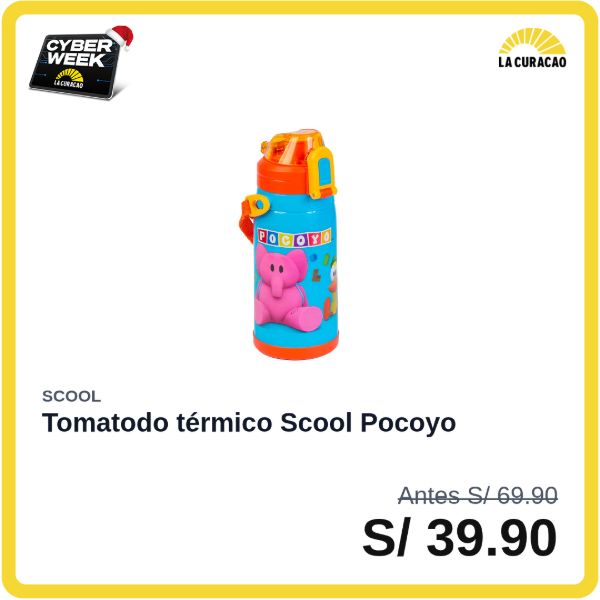 CYBER
WEEK
LA CURACAO
LA CURACAO
POCOYO
SCOOL
Tomatodo térmico Scool Pocoyo
Antes S/ 69.90
S/ 39.90